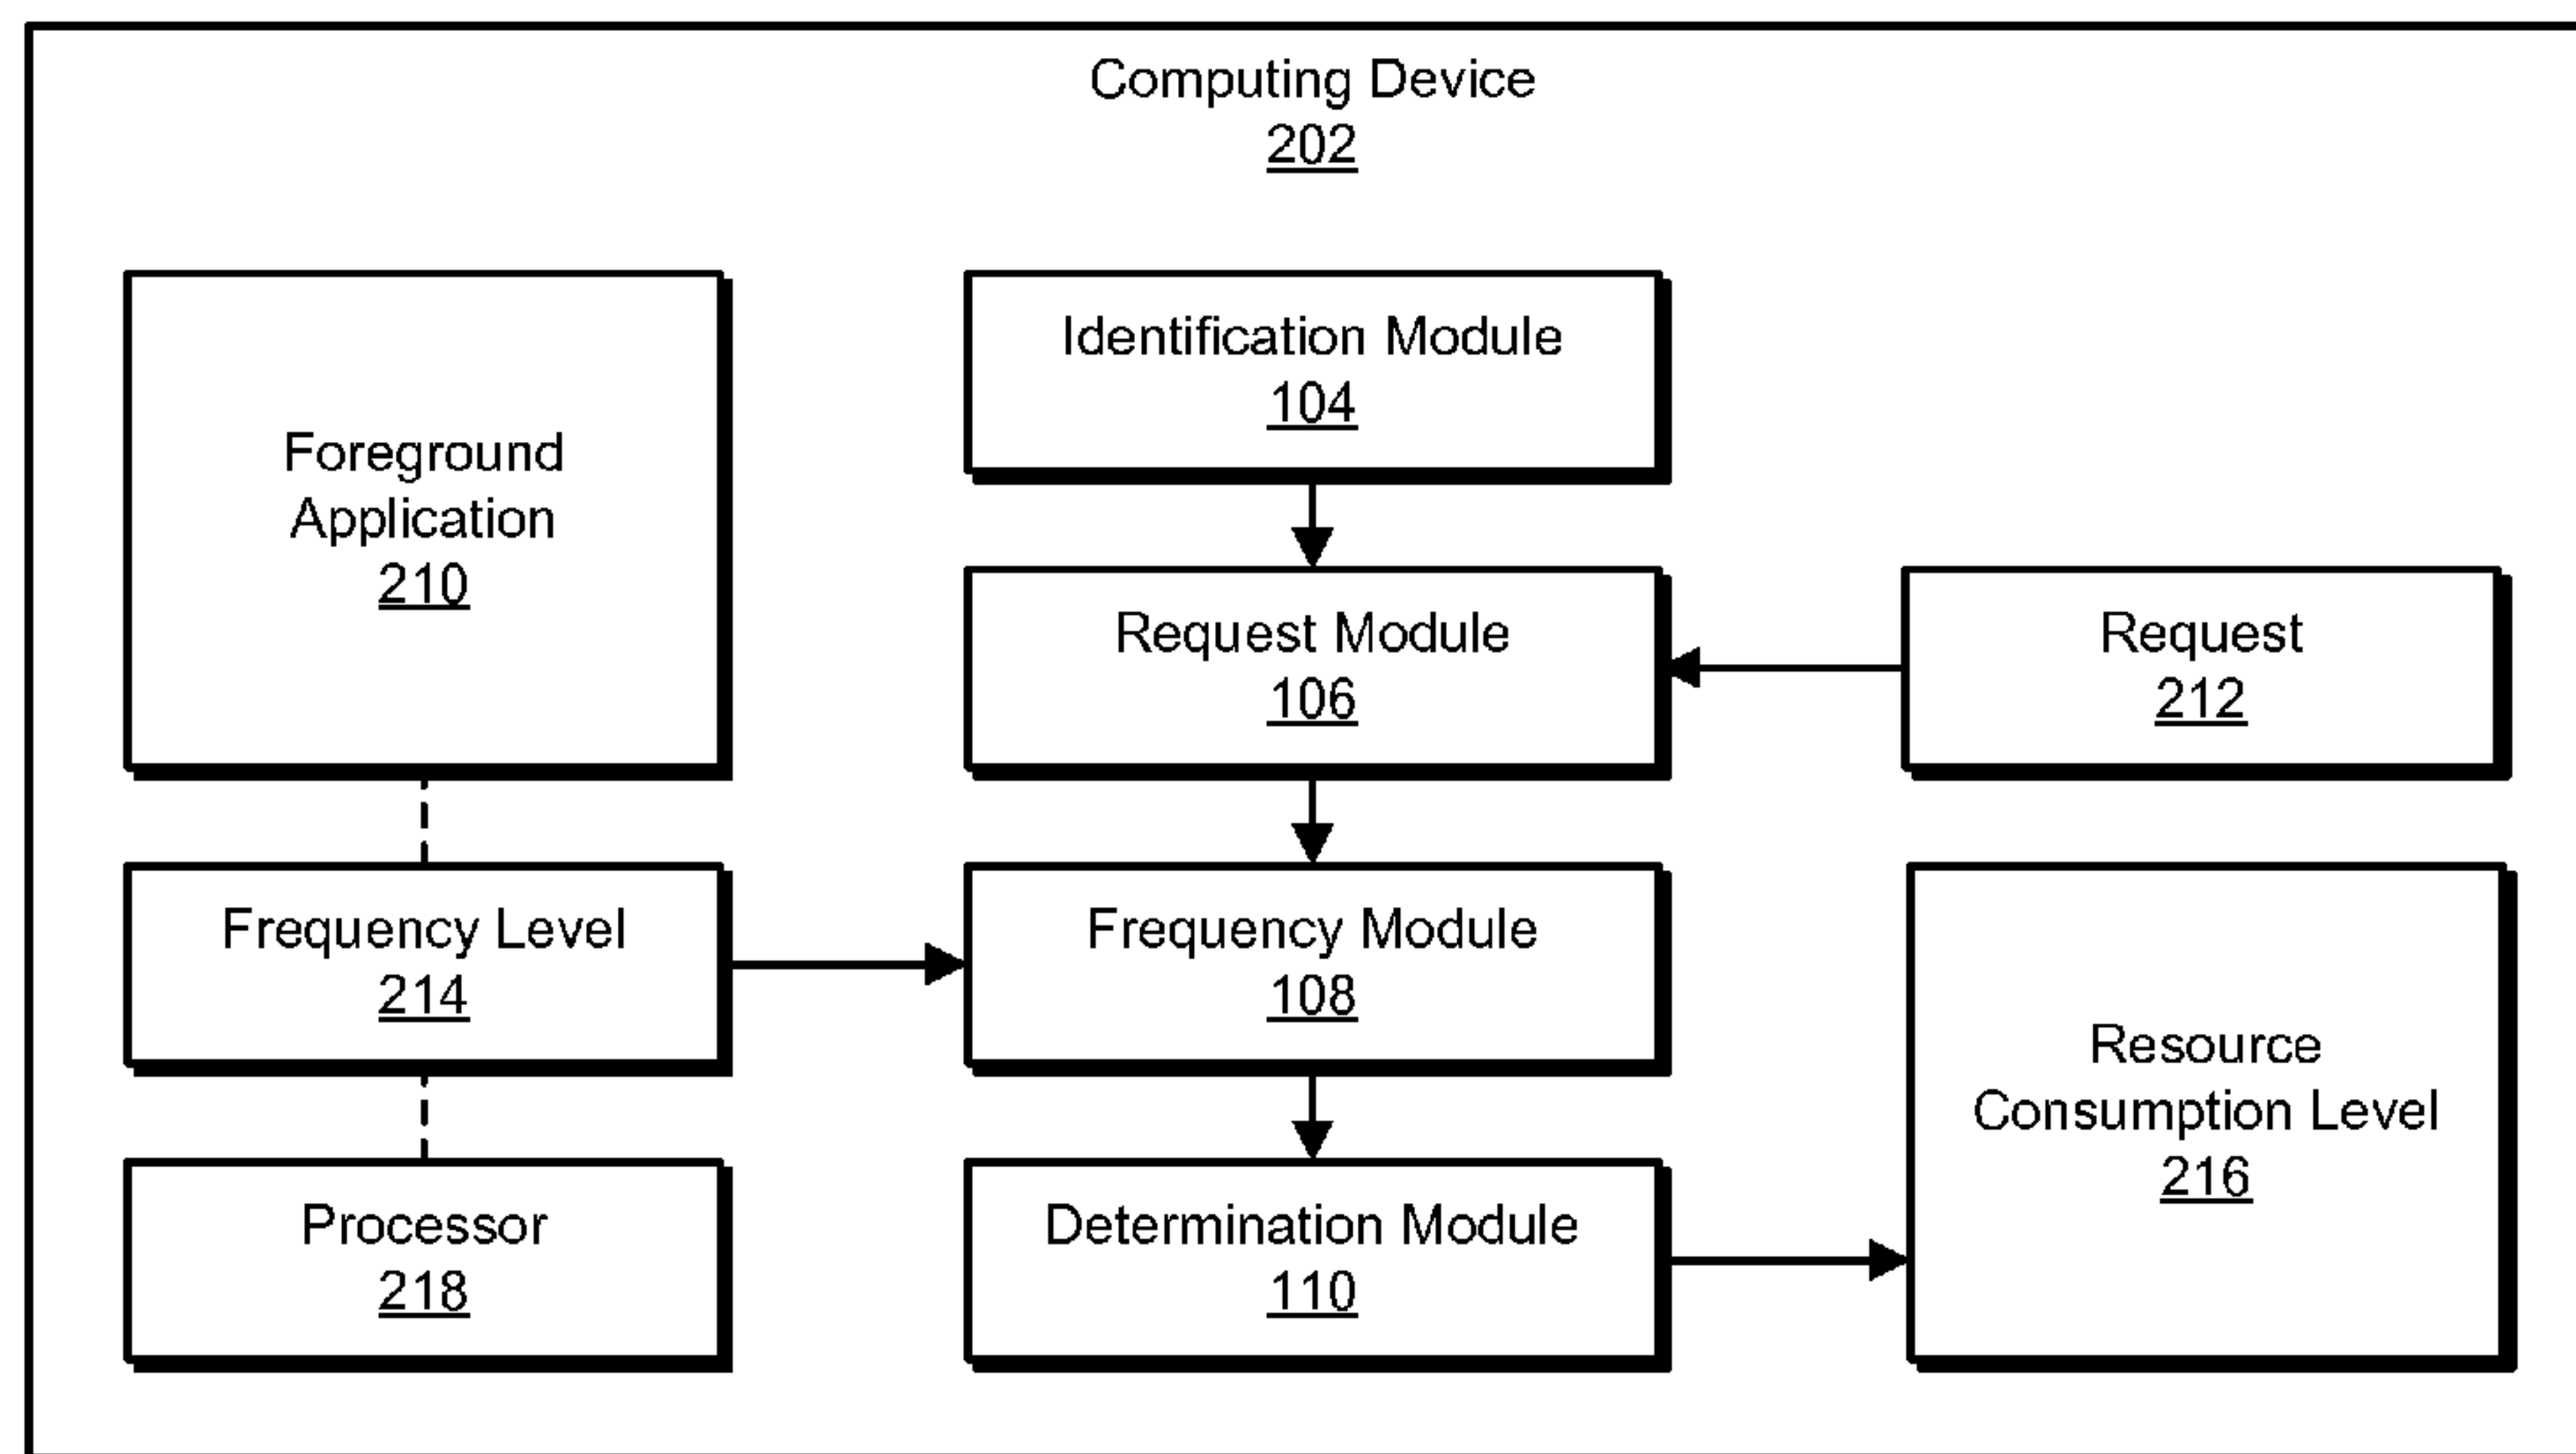 Computing Device
202
Foreground
Application
210
Identification Module
104
Request Module
106
Request
212
Frequency Level
214
Frequency Module
108
Resource
Consumption Level
216
Processor
218
Determination Module
110